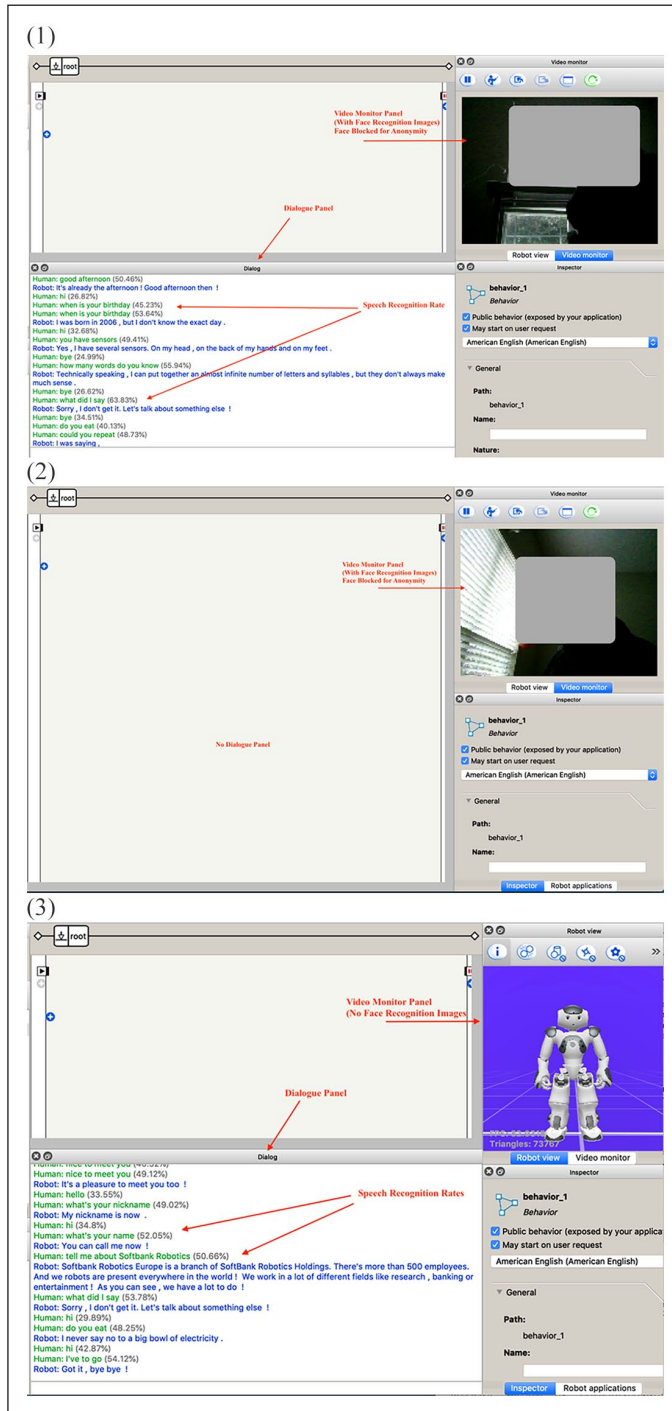 (1)
root
Video monitor
Video Monitor Panel
(With Face Recognition Images)
Face Blocked for Anonymity
Dialogue Panel
Robot view
Video monitor
Dialog
Human: good afternoon (50.46%)
Robot: It's already the afternoon ! Good afternoon then !
Human: hi (26.82%)
Human: when is your birthday (45.23%)
Human: when is your birthday (53.64%)
Robot: I was born in 2006 , but I don't know the exact day .
Human: hi (32.68%)
Human: you have sensors (49.41%)
Robot: Yes , I have several sensors. On my head , on the back of my hands and on my feet .
Human: bye (24.99%)
Human: how many words do you know (55.94%)
Robot: Technically speaking , I can put together an almost infinite number of letters and syllables , but they don't always make
much sense .
Human: bye (26.62%)
Human: what did I say (63.83%)
Robot: Sorry , I don't get it. Let's talk about something else !
Human: bye (34.51%)
Human: do you eat (40.13%)
Human: could you repeat (48.73%)
Robot: I was saying ,
Speech Recognition Rate
Inspector
behavior_1
Behavior
Public behavior (exposed by your application)
May start on user request
American English (American English)
General
Path:
behavior_1
Name:
Nature:
(2)
root
Video monitor
Video Monitor Panel
(With Face Recognition Images)
Face Blocked for Anonymity
No Dialogue Panel
Robot view
Video monitor
Inspector
behavior_1
Behavior
Public behavior (exposed by your application)
May start on user request
American English (American English)
General
Path:
behavior_1
Name:
Inspector
Robot applications
(3)
root
Robot view
Video Monitor Panel
(No Face Recognition Images
Dialogue Panel
Triangles: 73767
Robot view
Video monitor
Dialog
Human: nice to meet you
Human: nice to meet you (49.12%)
Robot: It's a pleasure to meet you too !
Human: hello (33.55%)
Human: what's your nickname (49.02%)
Robot: My nickname is now .
Human: hi (34.8%)
Human: what's your name (52.05%)
Robot: You can call me now !
Human: tell me about Softbank Robotics (50.66%)
Robot: Softbank Robotics Europe is a branch of SoftBank Robotics Holdings. There's more than 500 employees.
And we robots are present everywhere in the world ! We work in a lot of different fields like research , banking or
entertainment ! As you can see , we have a lot to do !
Human: what did I say (53.78%)
Robot: Sorry , I don't get it. Let's talk about something else !
Human: hi (29.89%)
Human: do you eat (48.25%)
Robot: I never say no to a big bowl of electricity .
Human: hi (42.87%)
Human: I've to go (54.12%)
Robot: Got it , bye bye !
Speech Recognition Rates
Inspector
behavior_1
Behavior
Public behavior (exposed by your applica
May start on user request
American English (American English)
General
Path:
behavior_1
Name:
Inspector
Robot applications